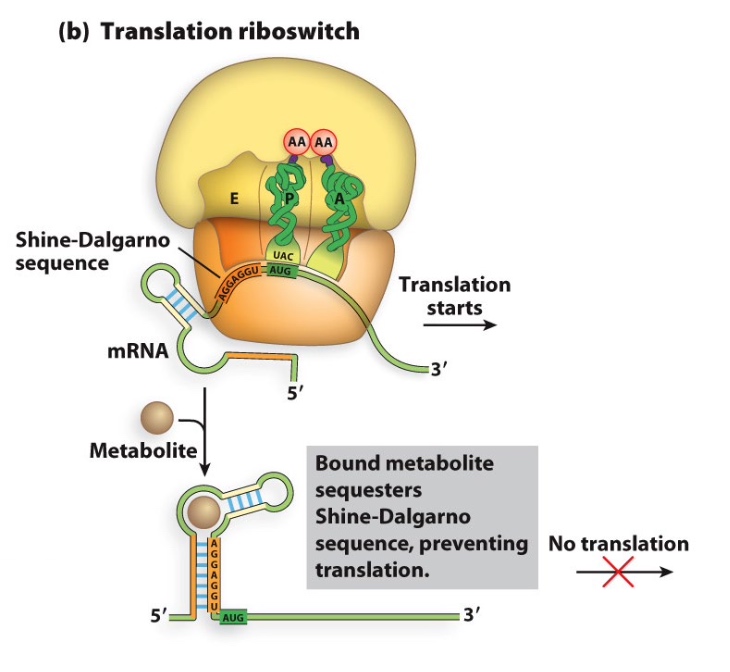 (b) Translation riboswitch
AA AA
E P A
Shine-Dalgarno
sequence
UAC
AGGAGGU AUG
Translation
starts
mRNA
3′
5′
Metabolite
Bound metabolite
sequesters
Shine-Dalgarno
sequence, preventing
translation.
No translation
AGGAGGU
5′ AUG 3′